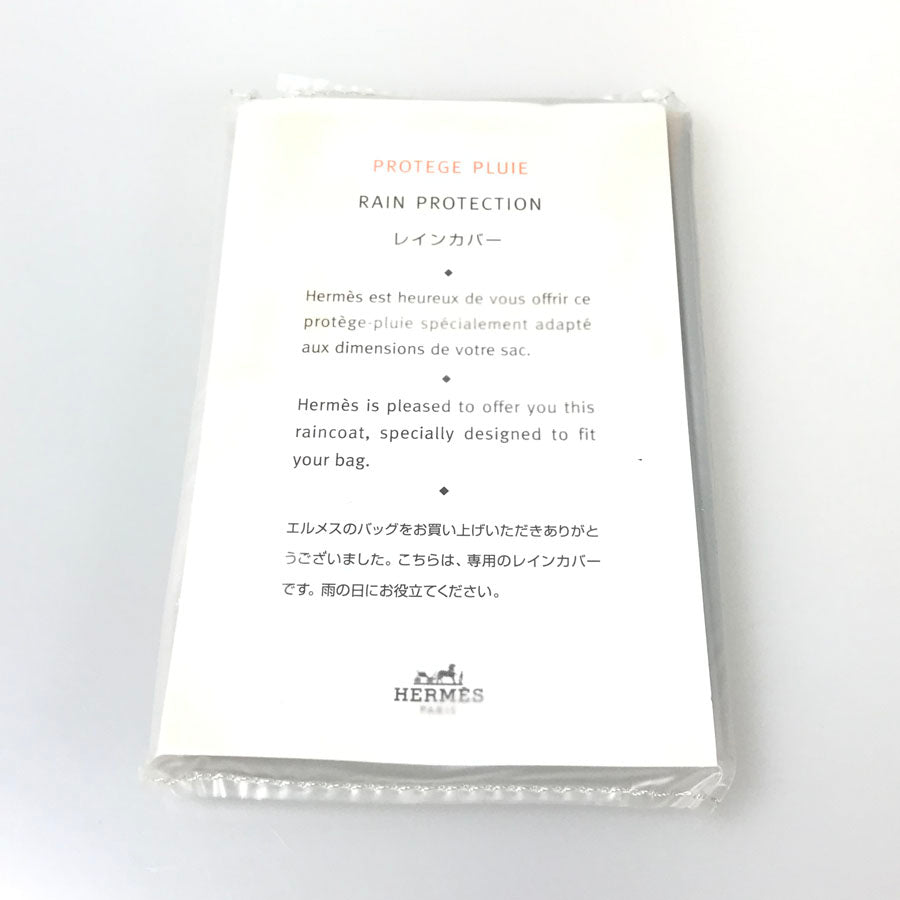 PROTEGE PLUIE
RAIN PROTECTION
レインカバー
Hermès est heureux de vous offrir ce
protège-pluie spécialement adapté
aux dimensions de votre sac.
Hermès is pleased to offer you this
raincoat, specially designed to fit
your bag.
エルメスのバッグをお買い上げいただきありがと
うございました。こちらは、専用のレインカバー
です。雨の日にお役立てください。
HERMÈS
PARIS